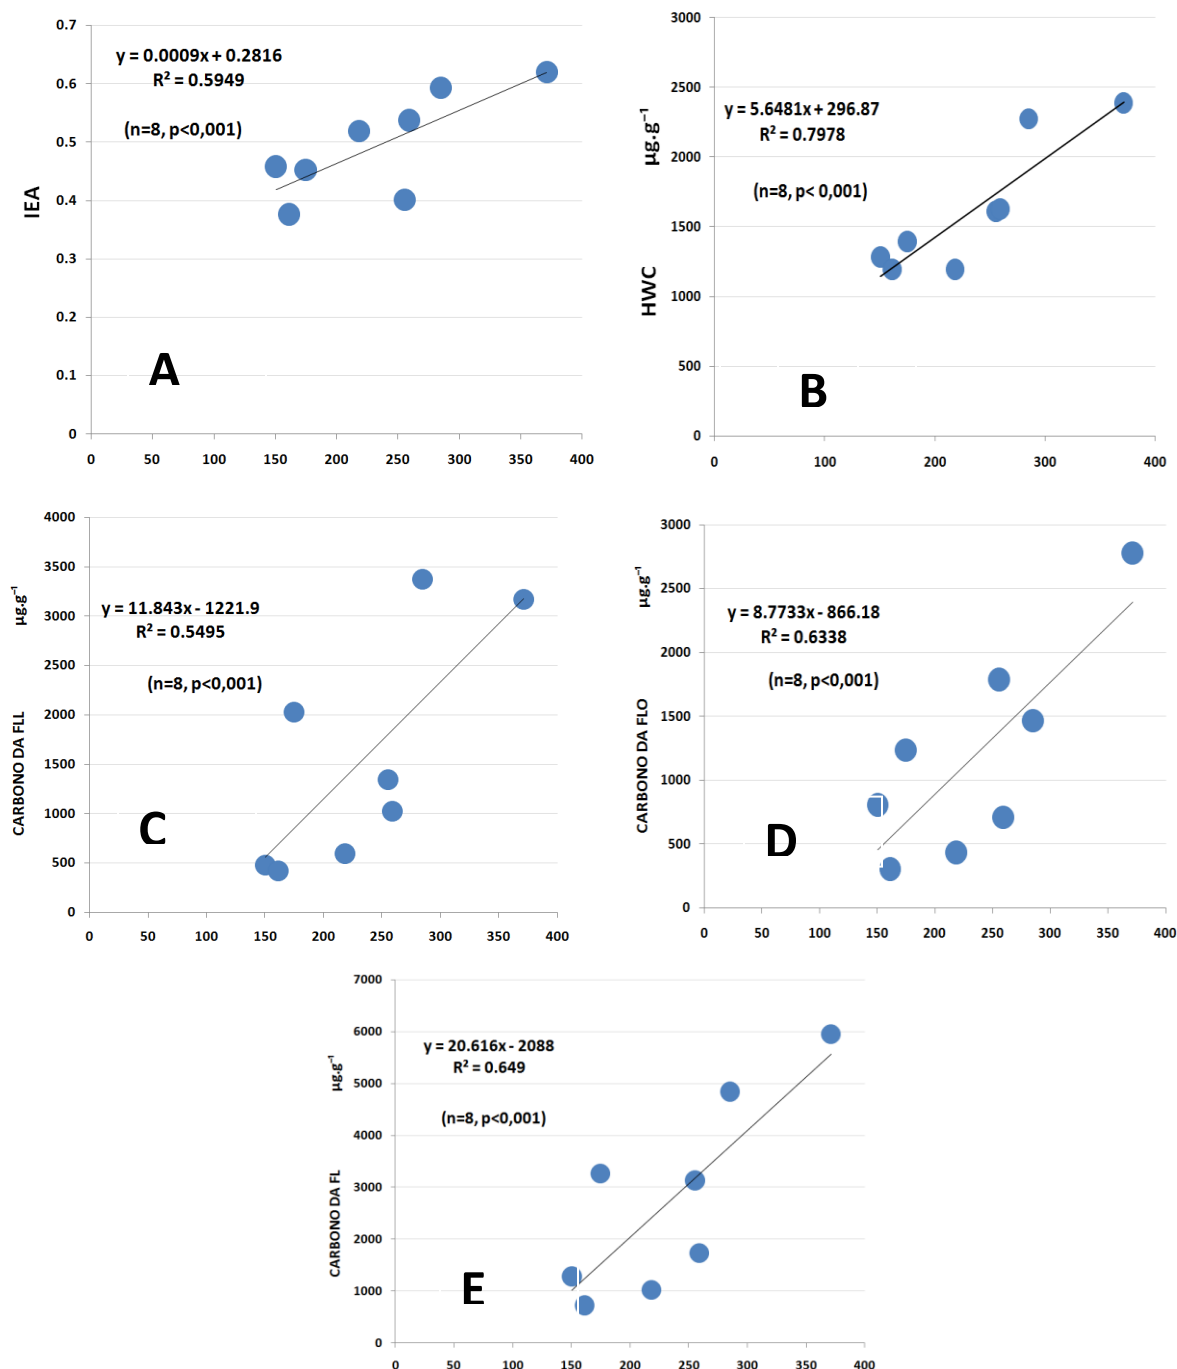 0.7
0.6
0.5
0.4
0.3
0.2
0.1
0
IEA
y = 0.0009x + 0.2816
R² = 0.5949
(n=8, p<0,001)
A
0 50 100 150 200 250 300 350 400
3000
2500
2000
1500
1000
500
0
µg.g⁻¹
HWC
y = 5.6481x + 296.87
R² = 0.7978
(n=8, p< 0,001)
B
0 100 200 300 400
4000
3500
3000
2500
2000
1500
1000
500
0
µg.g⁻¹
CARBONO DA FLL
y = 11.843x - 1221.9
R² = 0.5495
(n=8, p<0,001)
C
0 50 100 150 200 250 300 350 400
3000
2500
2000
1500
1000
500
0
µg.g⁻¹
CARBONO DA FLO
y = 8.7733x - 866.18
R² = 0.6338
(n=8, p<0,001)
D
0 50 100 150 200 250 300 350 400
7000
6000
5000
4000
3000
2000
1000
0
µg.g⁻¹
CARBONO DA FL
y = 20.616x - 2088
R² = 0.649
(n=8, p<0,001)
E
0 50 100 150 200 250 300 350 400